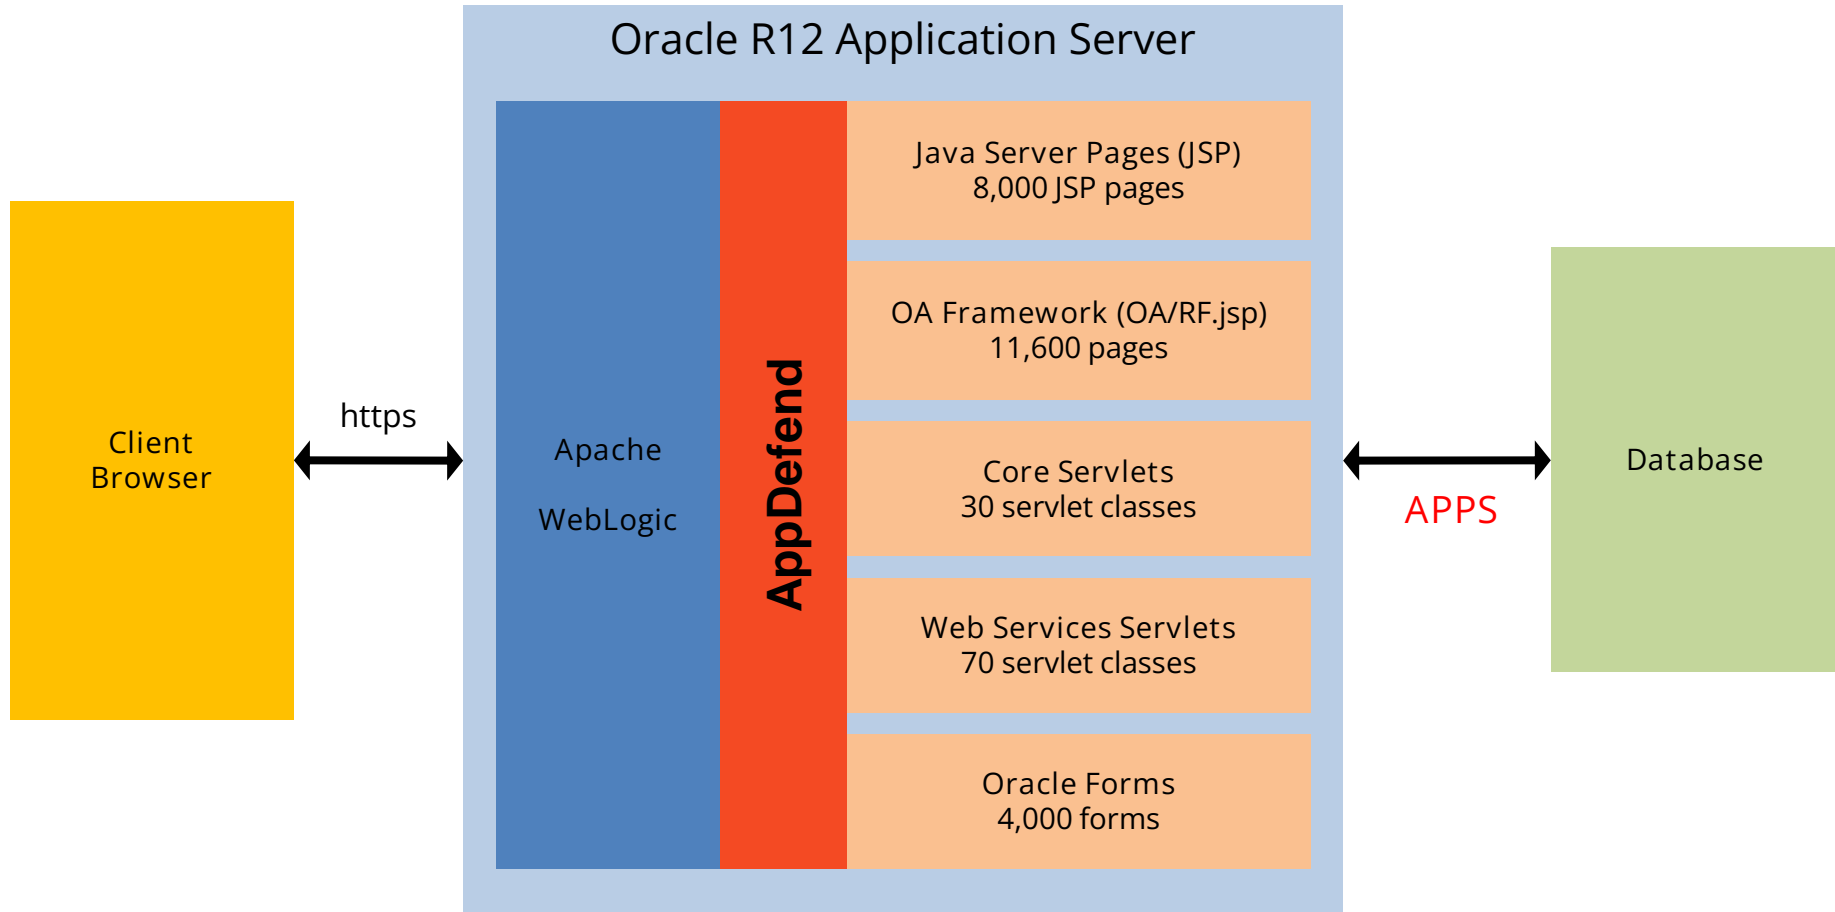 Oracle R12 Application Server
Client
Browser
https
Apache
WebLogic
AppDefend
Java Server Pages (JSP)
8,000 JSP pages
OA Framework (OA/RF.jsp)
11,600 pages
Core Servlets
30 servlet classes
Web Services Servlets
70 servlet classes
Oracle Forms
4,000 forms
APPS
Database